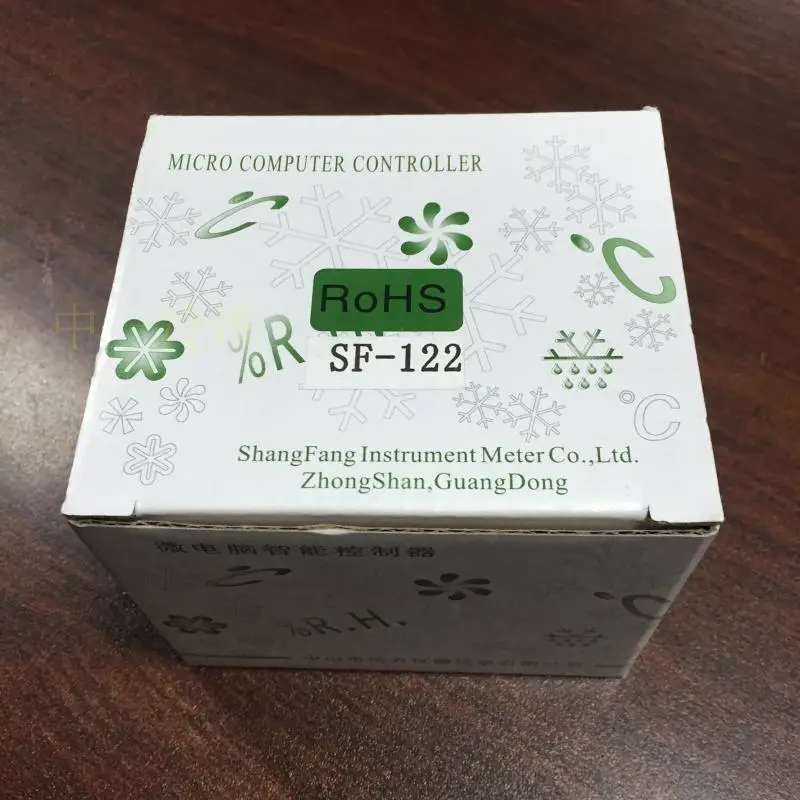 MICRO COMPUTER CONTROLLER
°C
°C
RoHS
%R
SF-122
°C
ShangFang Instrument Meter Co.,Ltd.
ZhongShan,GuangDong
微电脑智能控制器
°C
°C
%R.H.